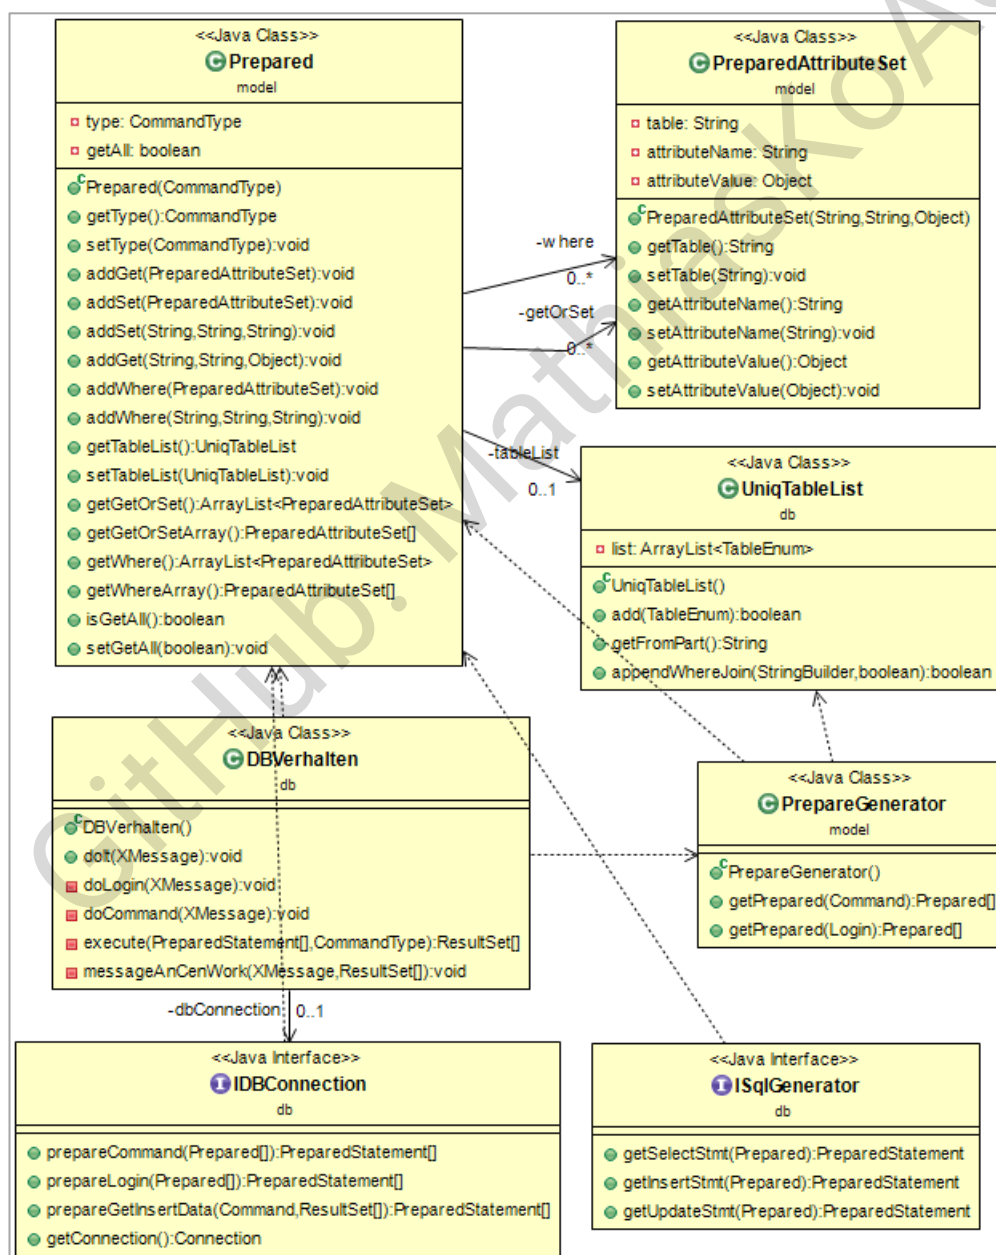 <<Java Class>>
Prepared
model
type: CommandType
getAll: boolean
Prepared(CommandType)
getType():CommandType
setType(CommandType):void
addGet(PreparedAttributeSet):void
addSet(PreparedAttributeSet):void
addSet(String,String,String):void
addGet(String,String,Object):void
addWhere(PreparedAttributeSet):void
addWhere(String,String,String):void
getTableList():UniqTableList
setTableList(UniqTableList):void
getGetOrSet():ArrayList<PreparedAttributeSet>
getGetOrSetArray():PreparedAttributeSet[]
getWhere():ArrayList<PreparedAttributeSet>
getWhereArray():PreparedAttributeSet[]
isGetAll():boolean
setGetAll(boolean):void
-where
0..*
-getOrSet
0..*
-tableList
0..1
<<Java Class>>
PreparedAttributeSet
model
table: String
attributeName: String
attributeValue: Object
PreparedAttributeSet(String,String,Object)
getTable():String
setTable(String):void
getAttributeName():String
setAttributeName(String):void
getAttributeValue():Object
setAttributeValue(Object):void
<<Java Class>>
UniqTableList
db
list: ArrayList<TableEnum>
UniqTableList()
add(TableEnum):boolean
getFromPart():String
appendWhereJoin(StringBuilder,boolean):boolean
<<Java Class>>
DBVerhalten
db
DBVerhalten()
doIt(XMessage):void
doLogin(XMessage):void
doCommand(XMessage):void
execute(PreparedStatement[],CommandType):ResultSet[]
messageAnCenWork(XMessage,ResultSet[]):void
-dbConnection
0..1
<<Java Class>>
PrepareGenerator
model
PrepareGenerator()
getPrepared(Command):Prepared[]
getPrepared(Login):Prepared[]
<<Java Interface>>
IDBConnection
db
prepareCommand(Prepared[]):PreparedStatement[]
prepareLogin(Prepared[]):PreparedStatement[]
prepareGetInsertData(Command,ResultSet[]):PreparedStatement[]
getConnection():Connection
<<Java Interface>>
ISqlGenerator
db
getSelectStmt(Prepared):PreparedStatement
getInsertStmt(Prepared):PreparedStatement
getUpdateStmt(Prepared):PreparedStatement